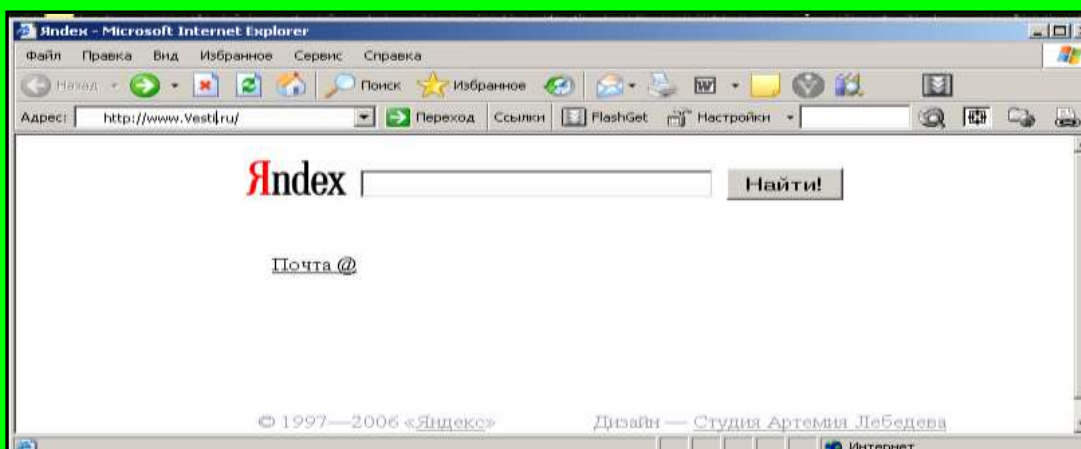 Яndex - Microsoft Internet Explorer
Файл Правка Вид Избранное Сервис Справка
Назад Поиск Избранное
Адрес: http://www.Vesti.ru/ Переход Ссылки FlashGet Настройки
Яndex Найти!
Почта @
© 1997—2006 «Яндекс» Дизайн — Студия Артемия Лебедева
Интернет